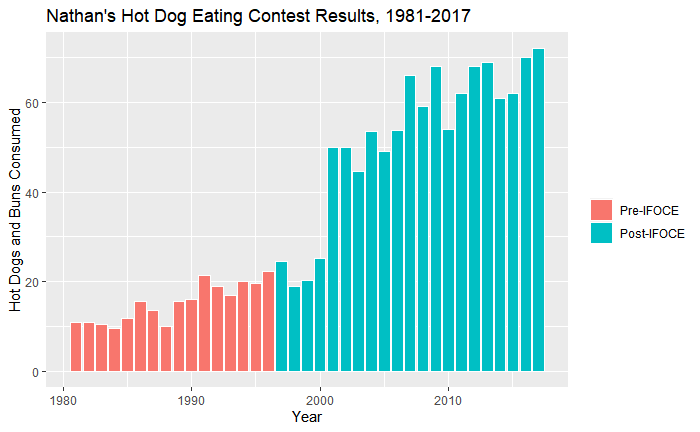 Nathan's Hot Dog Eating Contest Results, 1981-2017
Hot Dogs and Buns Consumed
60
40
20
0
1980
1990
2000
2010
Year
Pre-IFOCE
Post-IFOCE